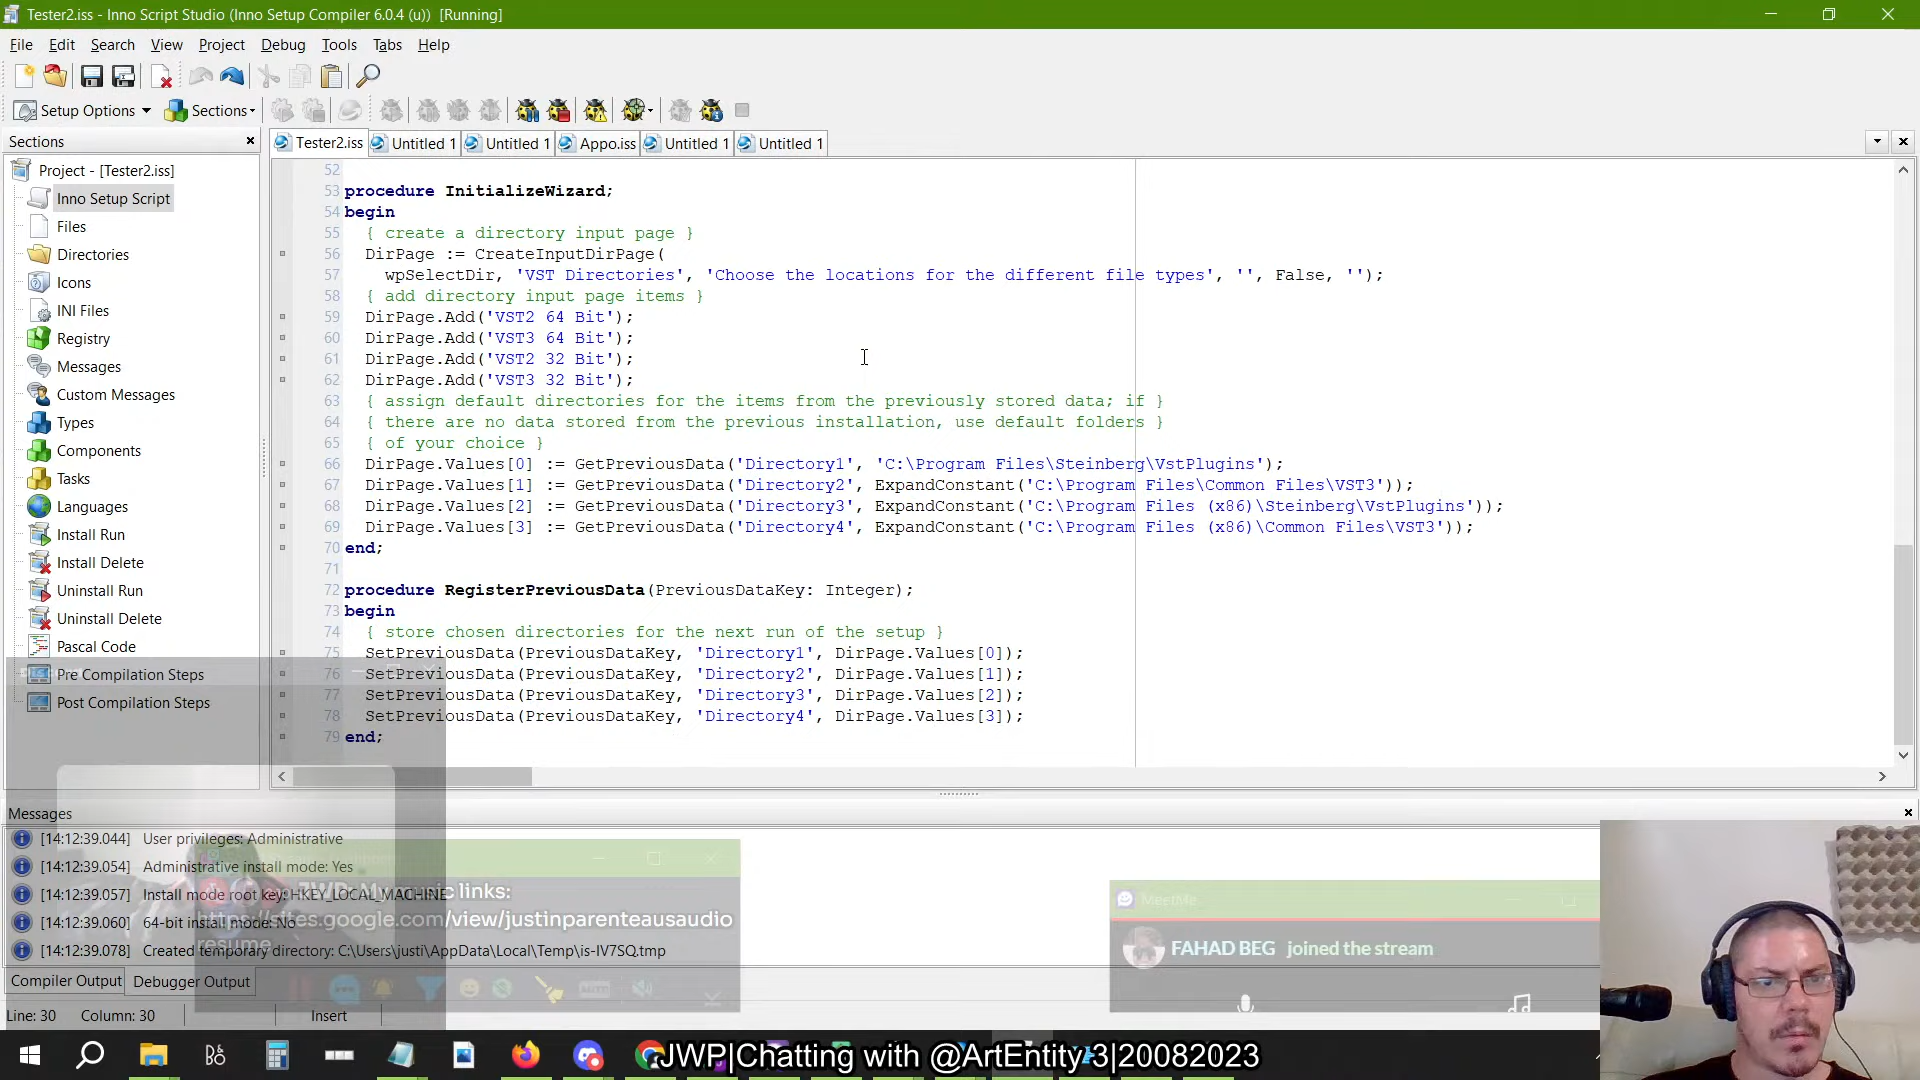 Tester2.iss - Inno Script Studio (Inno Setup Compiler 6.0.4 (u)) [Running]
File Edit Search View Project Debug Tools Tabs Help
Setup Options Sections
Sections
Tester2.iss Untitled 1 Untitled 1 Appo.iss Untitled 1 Untitled 1
Project - [Tester2.iss]
Inno Setup Script
Files
Directories
Icons
INI Files
Registry
Messages
Custom Messages
Types
Components
Tasks
Languages
Install Run
Install Delete
Uninstall Run
Uninstall Delete
Pascal Code
Pre Compilation Steps
Post Compilation Steps
52
53 procedure InitializeWizard;
54 begin
55 { create a directory input page }
56 DirPage := CreateInputDirPage(
57 wpSelectDir, 'VST Directories', 'Choose the locations for the different file types', '', False, '');
58 { add directory input page items }
59 DirPage.Add('VST2 64 Bit');
60 DirPage.Add('VST3 64 Bit');
61 DirPage.Add('VST2 32 Bit');
62 DirPage.Add('VST3 32 Bit');
63 { assign default directories for the items from the previously stored data; if }
64 { there are no data stored from the previous installation, use default folders }
65 { of your choice }
66 DirPage.Values[0] := GetPreviousData('Directory1', 'C:\Program Files\Steinberg\VstPlugins');
67 DirPage.Values[1] := GetPreviousData('Directory2', ExpandConstant('C:\Program Files\Common Files\VST3'));
68 DirPage.Values[2] := GetPreviousData('Directory3', ExpandConstant('C:\Program Files (x86)\Steinberg\VstPlugins'));
69 DirPage.Values[3] := GetPreviousData('Directory4', ExpandConstant('C:\Program Files (x86)\Common Files\VST3'));
70 end;
71
72 procedure RegisterPreviousData(PreviousDataKey: Integer);
73 begin
74 { store chosen directories for the next run of the setup }
75 SetPreviousData(PreviousDataKey, 'Directory1', DirPage.Values[0]);
76 SetPreviousData(PreviousDataKey, 'Directory2', DirPage.Values[1]);
77 SetPreviousData(PreviousDataKey, 'Directory3', DirPage.Values[2]);
78 SetPreviousData(PreviousDataKey, 'Directory4', DirPage.Values[3]);
79 end;
Messages
[14:12:39.044] User privileges: Administrative
[14:12:39.054] Administrative install mode: Yes
[14:12:39.057] Install mode root key: HKEY_LOCAL_MACHINE
[14:12:39.060] 64-bit install mode: No
[14:12:39.078] Created temporary directory: C:\Users\justi\AppData\Local\Temp\is-IV7SQ.tmp
JWP: My music links:
https://sites.google.com/view/justinparenteausaudio
resume
MeetMe
FAHAD BEG joined the stream
Compiler Output Debugger Output
Line: 30 Column: 30 Insert
JWP|Chatting with @ArtEntity 3|20082023